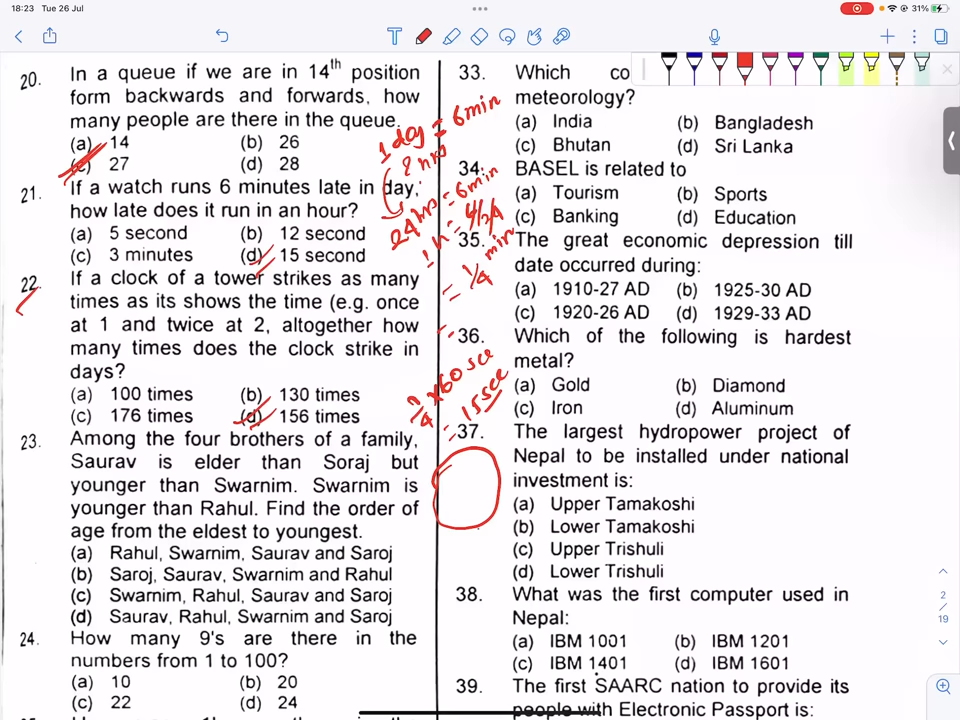 18:23 Tue 26 Jul
31%
20. In a queue if we are in 14th position
form backwards and forwards, how
many people are there in the queue.
(a) 14 (b) 26
(c) 27 (d) 28
21. If a watch runs 6 minutes late in day,
how late does it run in an hour?
(a) 5 second (b) 12 second
(c) 3 minutes (d) 15 second
22. If a clock of a tower strikes as many
times as its shows the time (e.g. once
at 1 and twice at 2, altogether how
many times does the clock strike in
days?
(a) 100 times (b) 130 times
(c) 176 times (d) 156 times
23. Among the four brothers of a family,
Saurav is elder than Soraj but
younger than Swarnim. Swarnim is
younger than Rahul. Find the order of
age from the eldest to youngest.
(a) Rahul, Swarnim, Saurav and Saroj
(b) Saroj, Saurav, Swarnim and Rahul
(c) Swarnim, Rahul, Saurav and Saroj
(d) Saurav, Rahul, Swarnim and Saroj
24. How many 9's are there in the
numbers from 1 to 100?
(a) 10 (b) 20
(c) 22 (d) 24
1 day = 6 min
hrs
24 hrs = 6 min
= 1/4 min
1/4 × 60 sec
= 15 sec
33. Which co
meteorology?
(a) India (b) Bangladesh
(c) Bhutan (d) Sri Lanka
34. BASEL is related to
(a) Tourism (b) Sports
(c) Banking (d) Education
35. The great economic depression till
date occurred during:
(a) 1910-27 AD (b) 1925-30 AD
(c) 1920-26 AD (d) 1929-33 AD
36. Which of the following is hardest
metal?
(a) Gold (b) Diamond
(c) Iron (d) Aluminum
37. The largest hydropower project of
Nepal to be installed under national
investment is:
(a) Upper Tamakoshi
(b) Lower Tamakoshi
(c) Upper Trishuli
(d) Lower Trishuli
38. What was the first computer used in
Nepal:
(a) IBM 1001 (b) IBM 1201
(c) IBM 1401 (d) IBM 1601
39. The first SAARC nation to provide its
people with Electronic Passport is:
2
/
19